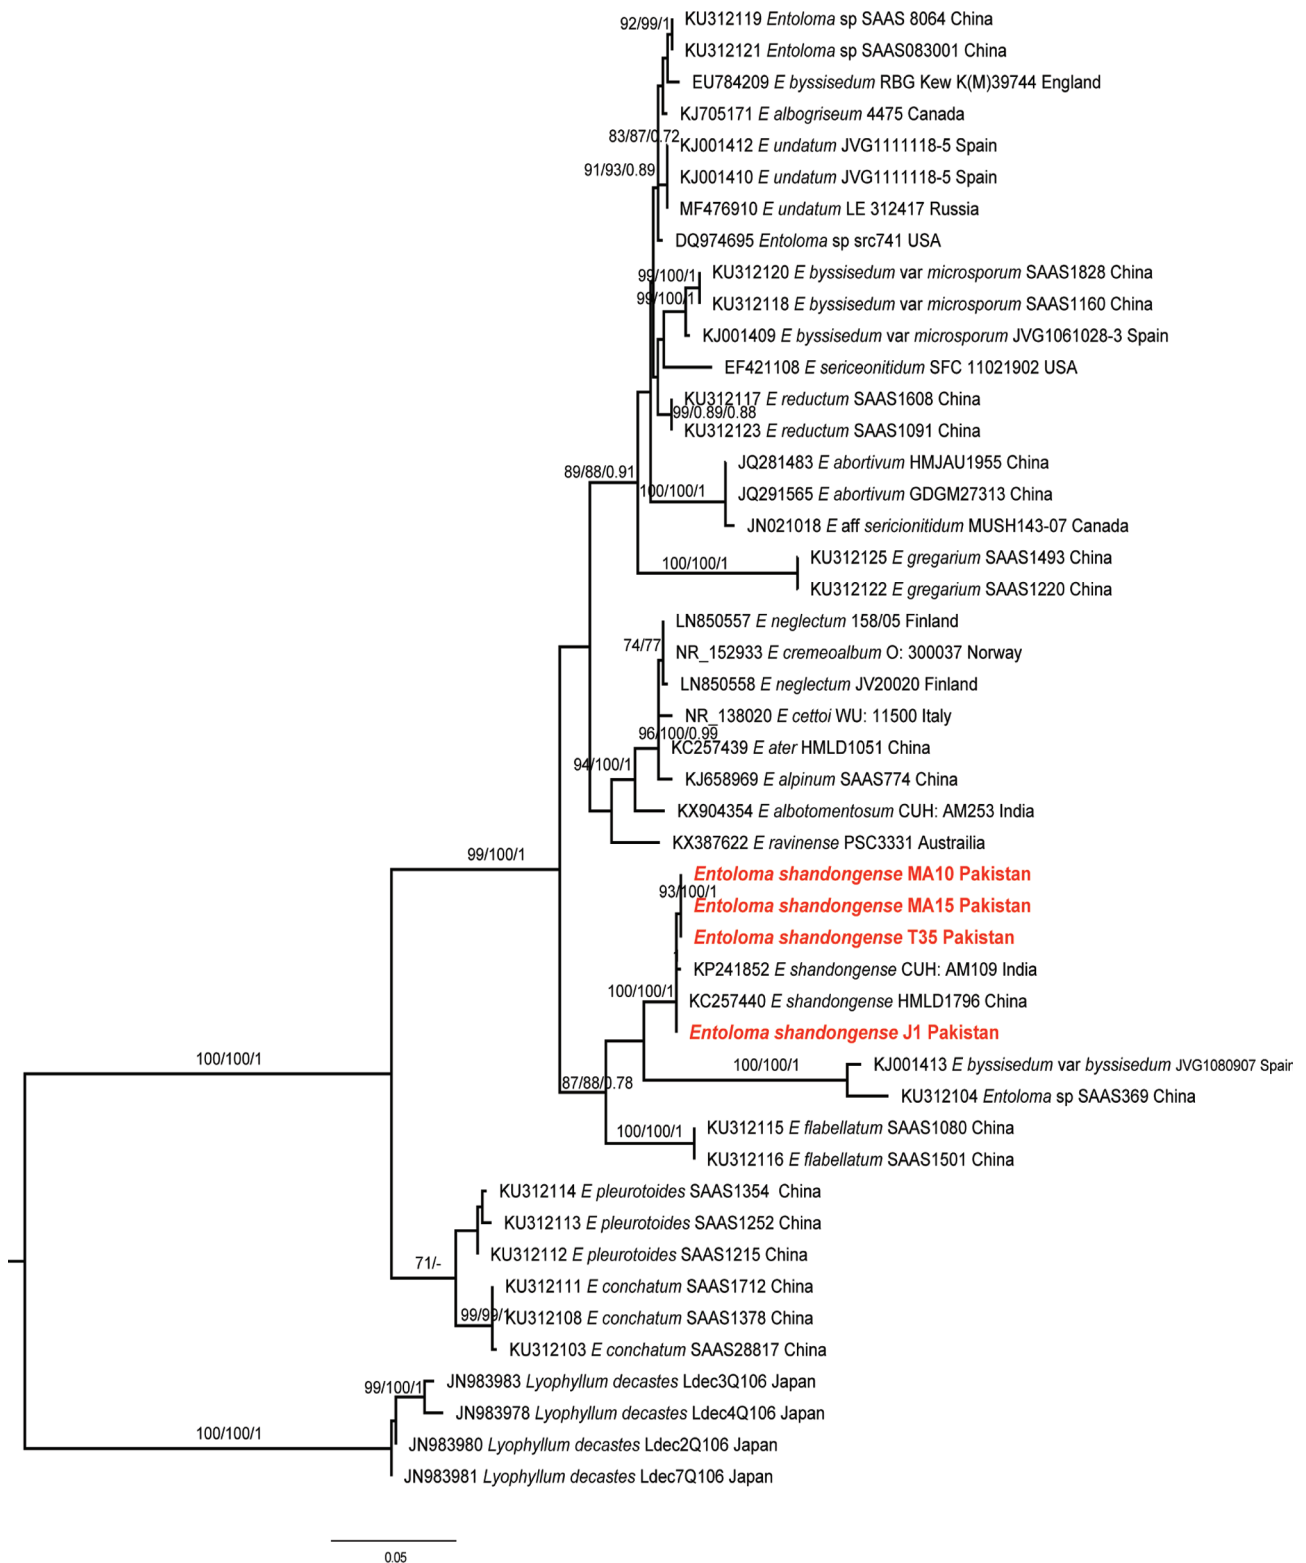 92/99/1
KU312119 Entoloma sp SAAS 8064 China
KU312121 Entoloma sp SAAS083001 China
EU784209 E byssisedum RBG Kew K(M)39744 England
KJ705171 E albogriseum 4475 Canada
83/87/0.72
KJ001412 E undatum JVG1111118-5 Spain
91/93/0.89
KJ001410 E undatum JVG1111118-5 Spain
MF476910 E undatum LE 312417 Russia
DQ974695 Entoloma sp src741 USA
99/100/1
KU312120 E byssisedum var microsporum SAAS1828 China
99/100/1
KU312118 E byssisedum var microsporum SAAS1160 China
KJ001409 E byssisedum var microsporum JVG1061028-3 Spain
EF421108 E sericeonitidum SFC 11021902 USA
KU312117 E reductum SAAS1608 China
99/0.89/0.88
KU312123 E reductum SAAS1091 China
JQ281483 E abortivum HMJAU1955 China
89/88/0.91
100/100/1
JQ291565 E abortivum GDGM27313 China
JN021018 E aff sericionitidum MUSH143-07 Canada
100/100/1
KU312125 E gregarium SAAS1493 China
KU312122 E gregarium SAAS1220 China
LN850557 E neglectum 158/05 Finland
74/77
NR_152933 E cremeoalbum O: 300037 Norway
LN850558 E neglectum JV20020 Finland
NR_138020 E cettoi WU: 11500 Italy
96/100/0.99
KC257439 E ater HMLD1051 China
94/100/1
KJ658969 E alpinum SAAS774 China
KX904354 E albotomentosum CUH: AM253 India
KX387622 E ravinense PSC3331 Austrailia
99/100/1
Entoloma shandongense MA10 Pakistan
93/100/1
Entoloma shandongense MA15 Pakistan
Entoloma shandongense T35 Pakistan
KP241852 E shandongense CUH: AM109 India
100/100/1
KC257440 E shandongense HMLD1796 China
Entoloma shandongense J1 Pakistan
100/100/1
100/100/1
KJ001413 E byssisedum var byssisedum JVG1080907 Spain
87/88/0.78
KU312104 Entoloma sp SAAS369 China
100/100/1
KU312115 E flabellatum SAAS1080 China
KU312116 E flabellatum SAAS1501 China
KU312114 E pleurotoides SAAS1354 China
KU312113 E pleurotoides SAAS1252 China
KU312112 E pleurotoides SAAS1215 China
71/-
KU312111 E conchatum SAAS1712 China
99/99/1
KU312108 E conchatum SAAS1378 China
KU312103 E conchatum SAAS28817 China
99/100/1
JN983983 Lyophyllum decastes Ldec3Q106 Japan
JN983978 Lyophyllum decastes Ldec4Q106 Japan
100/100/1
JN983980 Lyophyllum decastes Ldec2Q106 Japan
JN983981 Lyophyllum decastes Ldec7Q106 Japan
0.05